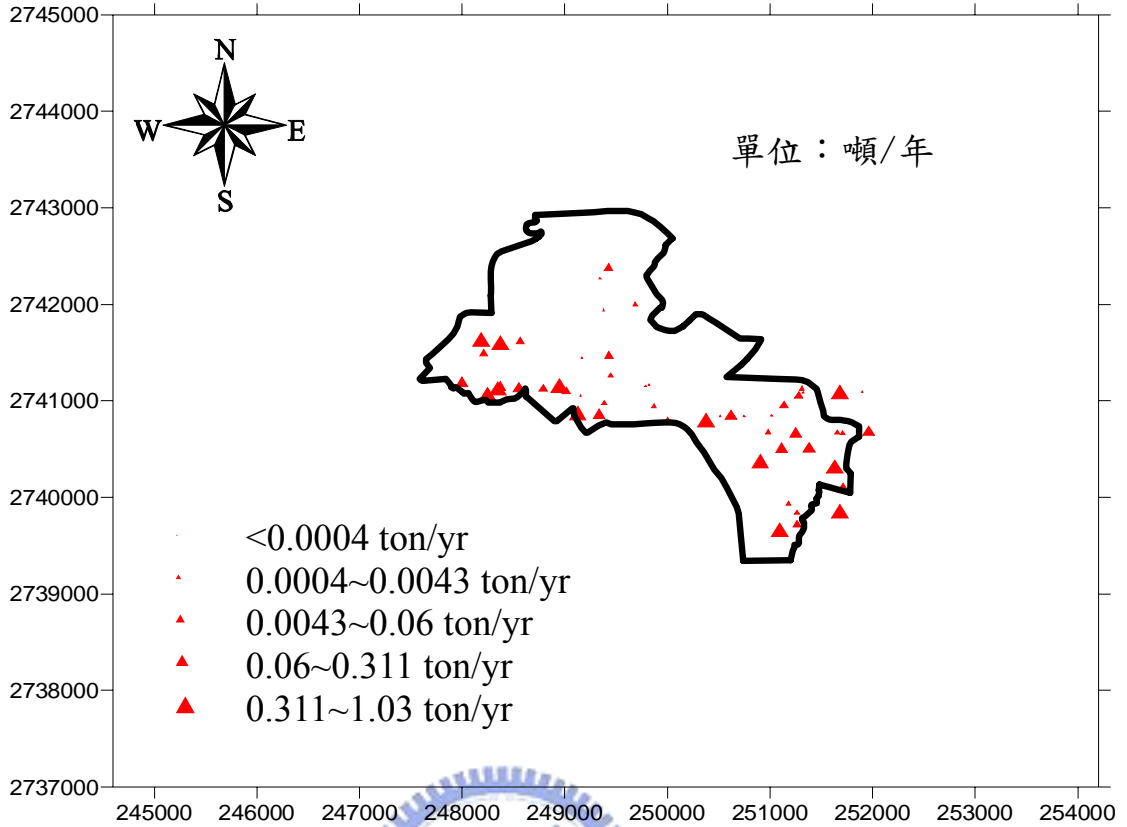 2745000
2744000
2743000
2742000
2741000
2740000
2739000
2738000
2737000
N
W E
S
單位：噸/年
<0.0004 ton/yr
0.0004~0.0043 ton/yr
0.0043~0.06 ton/yr
0.06~0.311 ton/yr
0.311~1.03 ton/yr
245000 246000 247000 248000 249000 250000 251000 252000 253000 254000